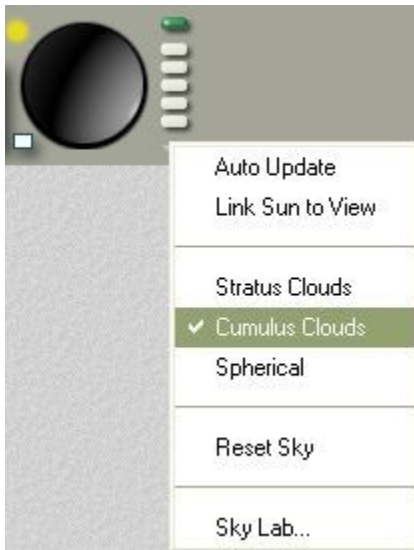 Auto Update
Link Sun to View
Stratus Clouds
Cumulus Clouds
Spherical
Reset Sky
Sky Lab...